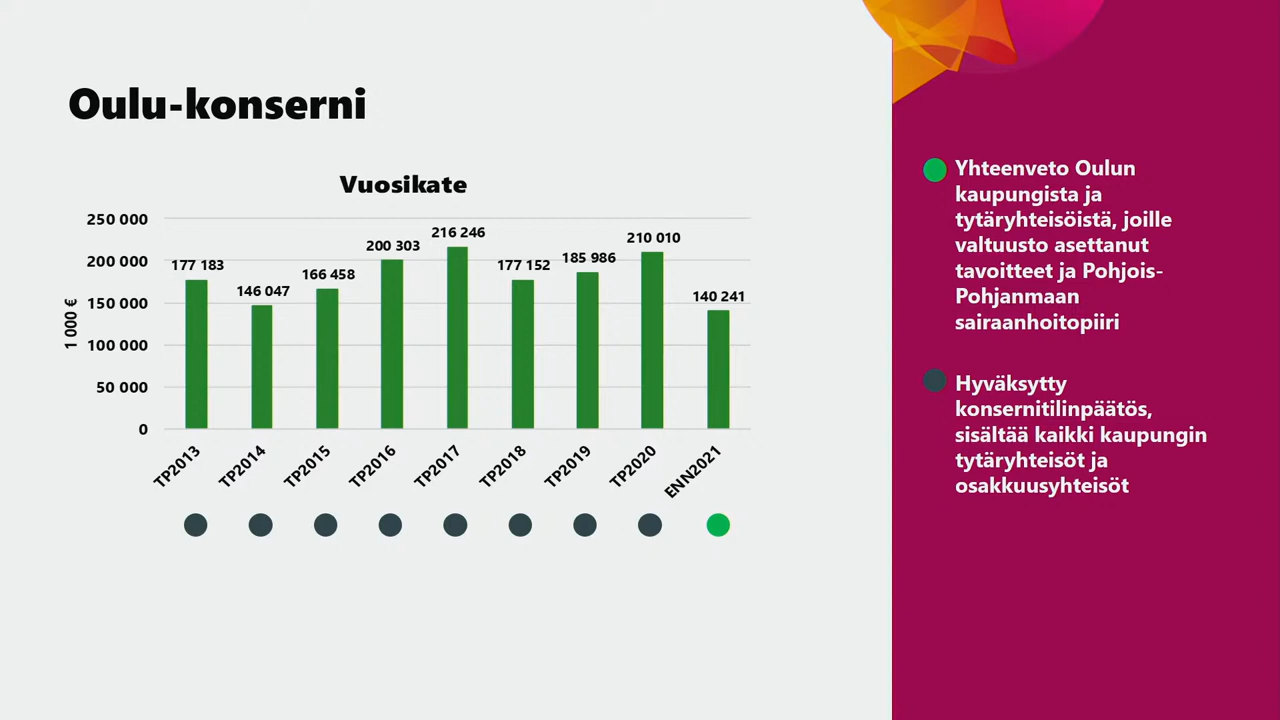 Oulu-konserni
Vuosikate
1 000 €
250 000
200 000
150 000
100 000
50 000
0
177 183
146 047
166 458
200 303
216 246
177 152
185 986
210 010
140 241
TP2013
TP2014
TP2015
TP2016
TP2017
TP2018
TP2019
TP2020
ENN2021
Yhteenveto Oulun
kaupungista ja
tytäryhteisöistä, joille
valtuusto asettanut
tavoitteet ja Pohjois-
Pohjanmaan
sairaanhoitopiiri
Hyväksytty
konsernitilinpäätös,
sisältää kaikki kaupungin
tytäryhteisöt ja
osakkuusyhteisöt